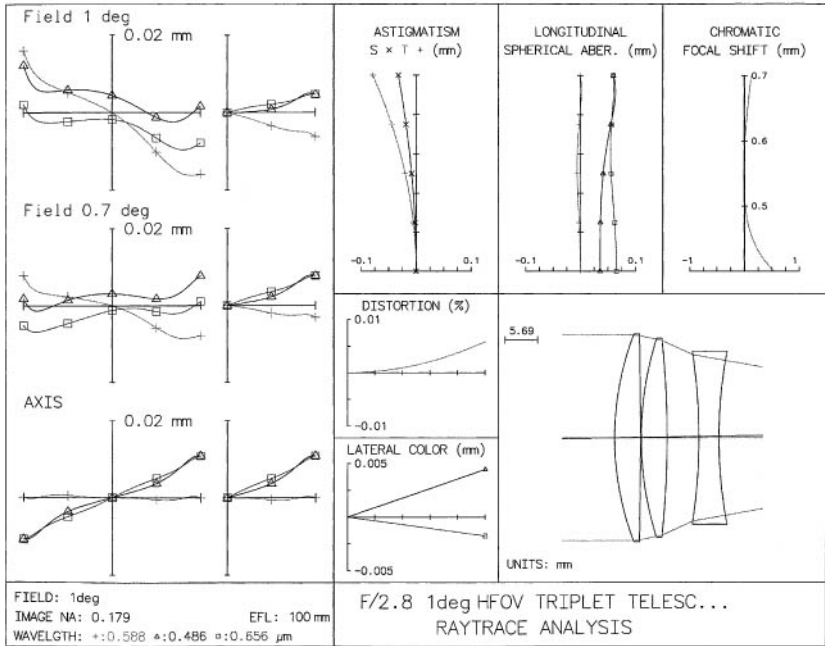 Field 1 deg
0.02 mm
Field 0.7 deg
0.02 mm
AXIS
0.02 mm
ASTIGMATISM
S × T + (mm)
-0.1
0.1
LONGITUDINAL
SPHERICAL ABER. (mm)
-0.1
0.1
CHROMATIC
FOCAL SHIFT (mm)
0.7
0.6
0.5
-1
1
DISTORTION (%)
0.01
-0.01
LATERAL COLOR (mm)
0.005
-0.005
5.69
UNITS: mm
FIELD: 1deg
IMAGE NA: 0.179 EFL: 100 mm
WAVELGTH: +:0.588 ▵:0.486 □:0.656 µm
F/2.8 1deg HFOV TRIPLET TELESC...
RAYTRACE ANALYSIS